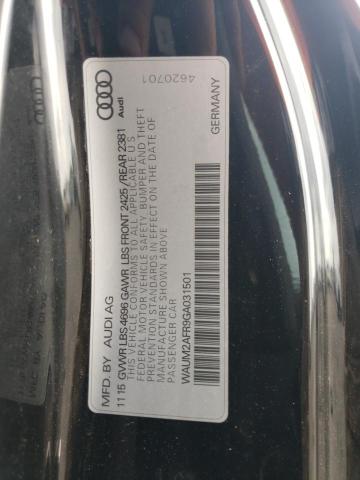 MFD. BY AUDI AG
11 15 GVWR LBS 4696 GAWR LBS FRONT 2425 /REAR 2381
THIS VEHICLE CONFORMS TO ALL APPLICABLE U S
FEDERAL MOTOR VEHICLE SAFETY, BUMPER AND THEFT
PREVENTION STANDARDS IN EFFECT ON THE DATE OF
MANUFACTURE SHOWN ABOVE
PASSENGER CAR
WAUM2AFR9GA031501
GERMANY
Audi
4620701